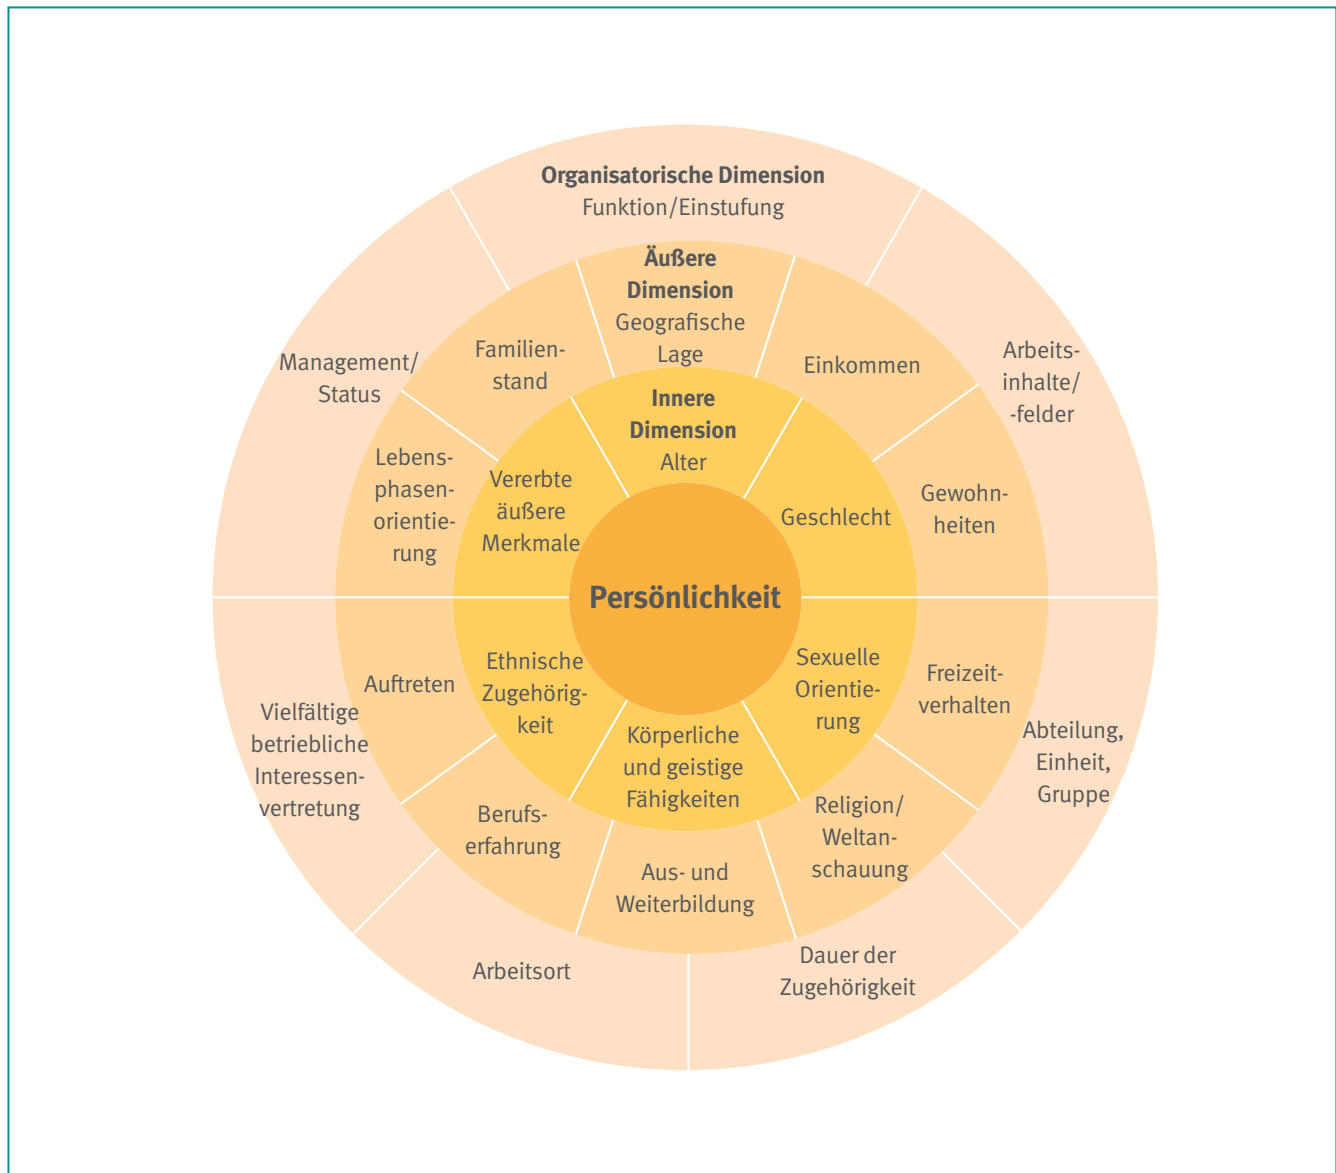 Organisatorische Dimension
Funktion/Einstufung
Arbeits-
inhalte/
-felder
Abteilung,
Einheit,
Gruppe
Dauer der
Zugehörigkeit
Arbeitsort
Vielfältige
betriebliche
Interessen-
vertretung
Management/
Status
Äußere
Dimension
Geografische
Lage
Einkommen
Gewohn-
heiten
Freizeit-
verhalten
Religion/
Weltan-
schauung
Aus- und
Weiterbildung
Berufs-
erfahrung
Auftreten
Lebens-
phasen-
orientie-
rung
Familien-
stand
Innere
Dimension
Alter
Geschlecht
Sexuelle
Orientie-
rung
Körperliche
und geistige
Fähigkeiten
Ethnische
Zugehörig-
keit
Vererbte
äußere
Merkmale
Persönlichkeit